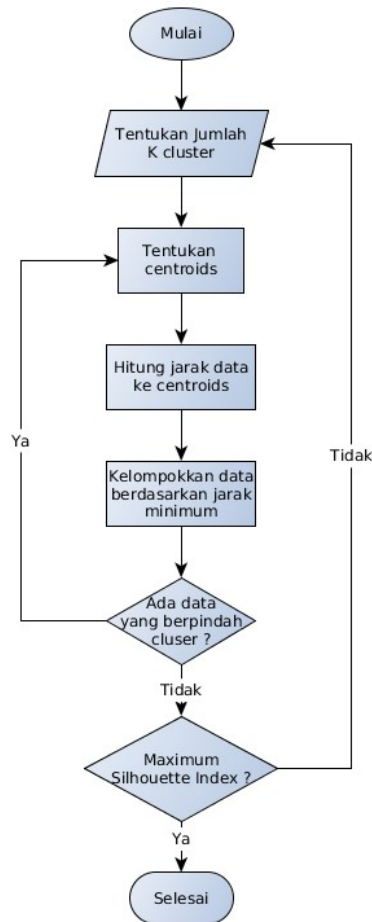 Mulai
Tentukan Jumlah
K cluster
Tentukan
centroids
Hitung jarak data
ke centroids
Kelompokkan data
berdasarkan jarak
minimum
Ya
Tidak
Ada data
yang berpindah
cluser ?
Tidak
Maximum
Silhouette Index ?
Ya
Selesai